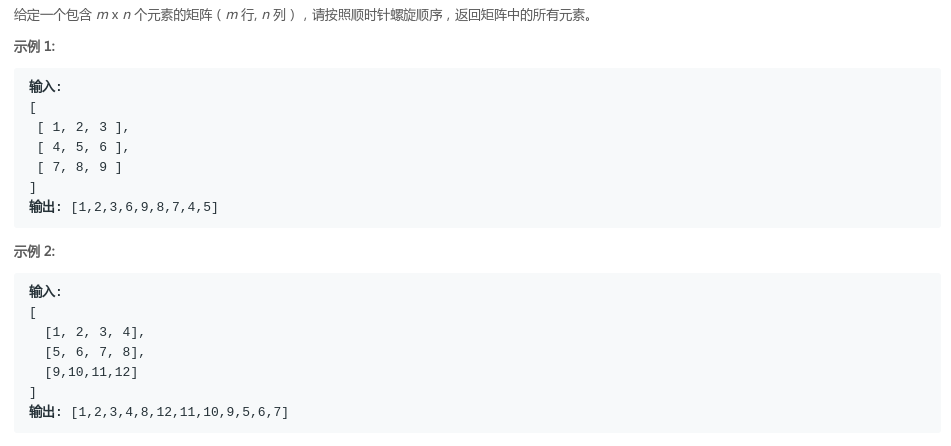 给定一个包含 m x n 个元素的矩阵（m 行, n 列），请按照顺时针螺旋顺序，返回矩阵中的所有元素。
示例 1:
输入:
[
 [ 1, 2, 3 ],
 [ 4, 5, 6 ],
 [ 7, 8, 9 ]
]
输出: [1,2,3,6,9,8,7,4,5]
示例 2:
输入:
[
  [1, 2, 3, 4],
  [5, 6, 7, 8],
  [9,10,11,12]
]
输出: [1,2,3,4,8,12,11,10,9,5,6,7]